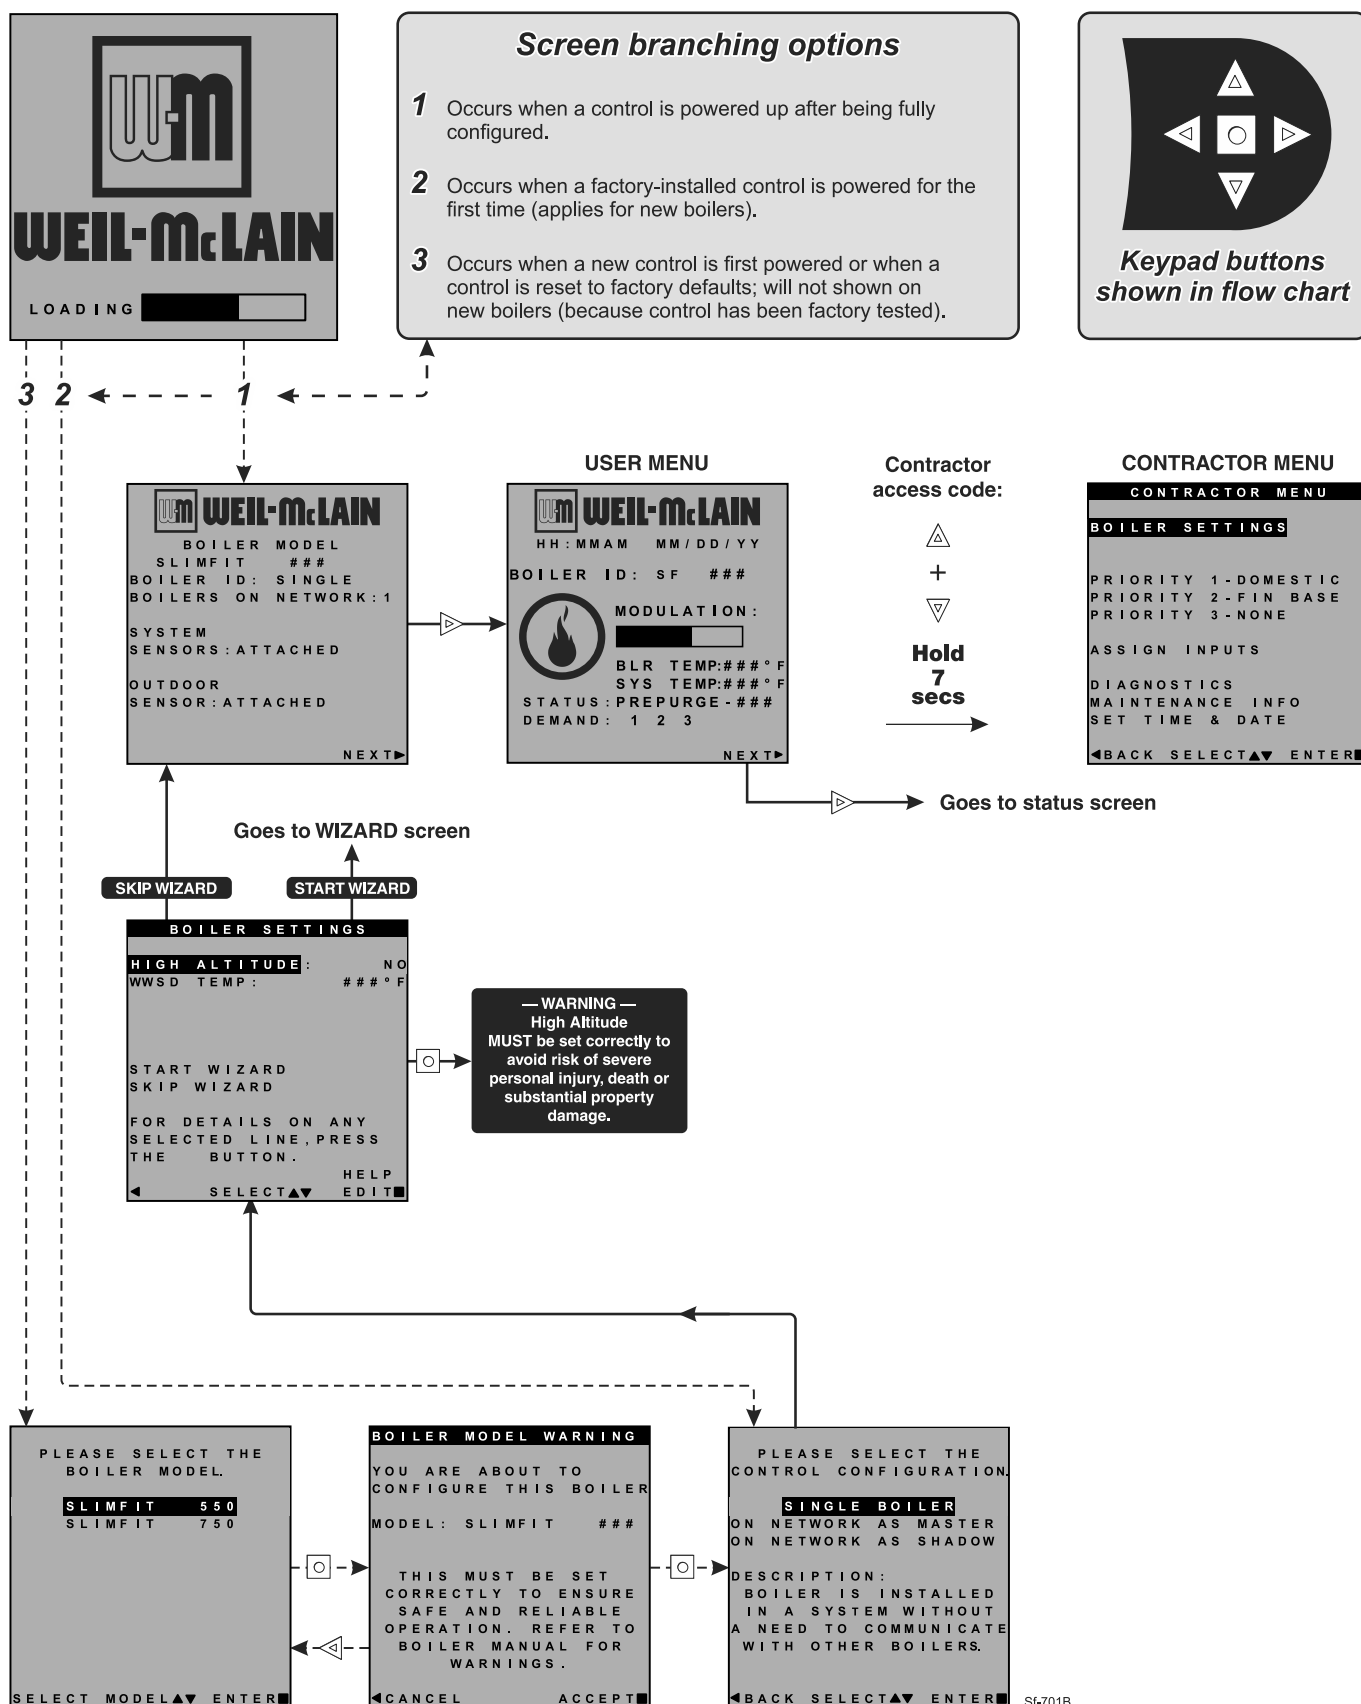 W-M
WEIL-McLAIN
LOADING
Screen branching options
1 Occurs when a control is powered up after being fully
configured.
2 Occurs when a factory-installed control is powered for the
first time (applies for new boilers).
3 Occurs when a new control is first powered or when a
control is reset to factory defaults; will not shown on
new boilers (because control has been factory tested).
Keypad buttons
shown in flow chart
3 2 1
WM WEIL-McLAIN
BOILER MODEL
SLIMFIT ###
BOILER ID: SINGLE
BOILERS ON NETWORK:1
SYSTEM
SENSORS:ATTACHED
OUTDOOR
SENSOR:ATTACHED
NEXT►
USER MENU
WM WEIL-McLAIN
HH:MMAM MM/DD/YY
BOILER ID: SF ###
MODULATION:
BLR TEMP:###°F
SYS TEMP:###°F
STATUS:PREPURGE-###
DEMAND: 1 2 3
NEXT►
Contractor
access code:
+
Hold
7
secs
CONTRACTOR MENU
CONTRACTOR MENU
BOILER SETTINGS
PRIORITY 1-DOMESTIC
PRIORITY 2-FIN BASE
PRIORITY 3-NONE
ASSIGN INPUTS
DIAGNOSTICS
MAINTENANCE INFO
SET TIME & DATE
◄BACK SELECT▲▼ ENTER■
Goes to status screen
Goes to WIZARD screen
SKIP WIZARD
START WIZARD
BOILER SETTINGS
HIGH ALTITUDE: NO
WWSD TEMP: ###°F
START WIZARD
SKIP WIZARD
FOR DETAILS ON ANY
SELECTED LINE,PRESS
THE BUTTON.
HELP
◄ SELECT▲▼ EDIT■
— WARNING —
High Altitude
MUST be set correctly to
avoid risk of severe
personal injury, death or
substantial property
damage.
PLEASE SELECT THE
BOILER MODEL.
SLIMFIT 550
SLIMFIT 750
SELECT MODEL▲▼ ENTER■
BOILER MODEL WARNING
YOU ARE ABOUT TO
CONFIGURE THIS BOILER
MODEL: SLIMFIT ###
THIS MUST BE SET
CORRECTLY TO ENSURE
SAFE AND RELIABLE
OPERATION. REFER TO
BOILER MANUAL FOR
WARNINGS.
◄CANCEL ACCEPT■
PLEASE SELECT THE
CONTROL CONFIGURATION.
SINGLE BOILER
ON NETWORK AS MASTER
ON NETWORK AS SHADOW
DESCRIPTION:
BOILER IS INSTALLED
IN A SYSTEM WITHOUT
A NEED TO COMMUNICATE
WITH OTHER BOILERS.
◄BACK SELECT▲▼ ENTER■
Sf-701B